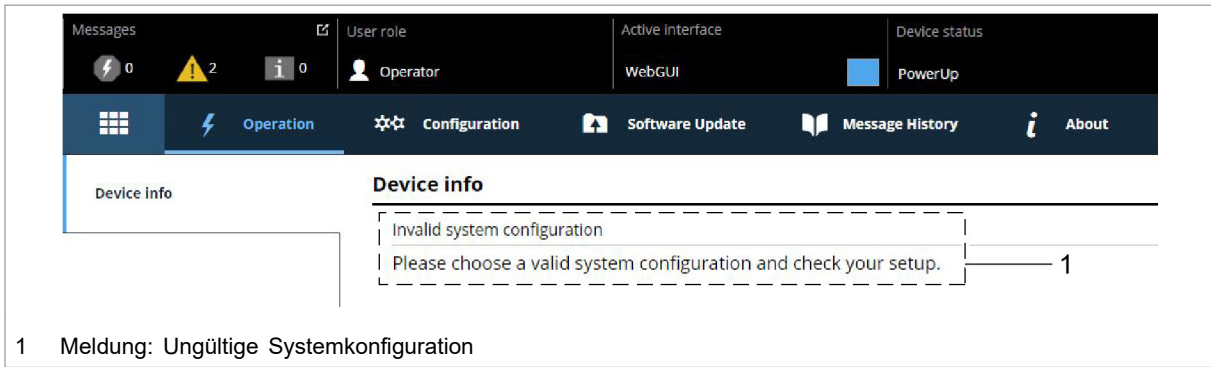 Messages User role Active interface Device status
0 2 0 Operator WebGUI PowerUp
Operation Configuration Software Update Message History i About
Device info
Device info
Invalid system configuration
Please choose a valid system configuration and check your setup.
1
1 Meldung: Ungültige Systemkonfiguration